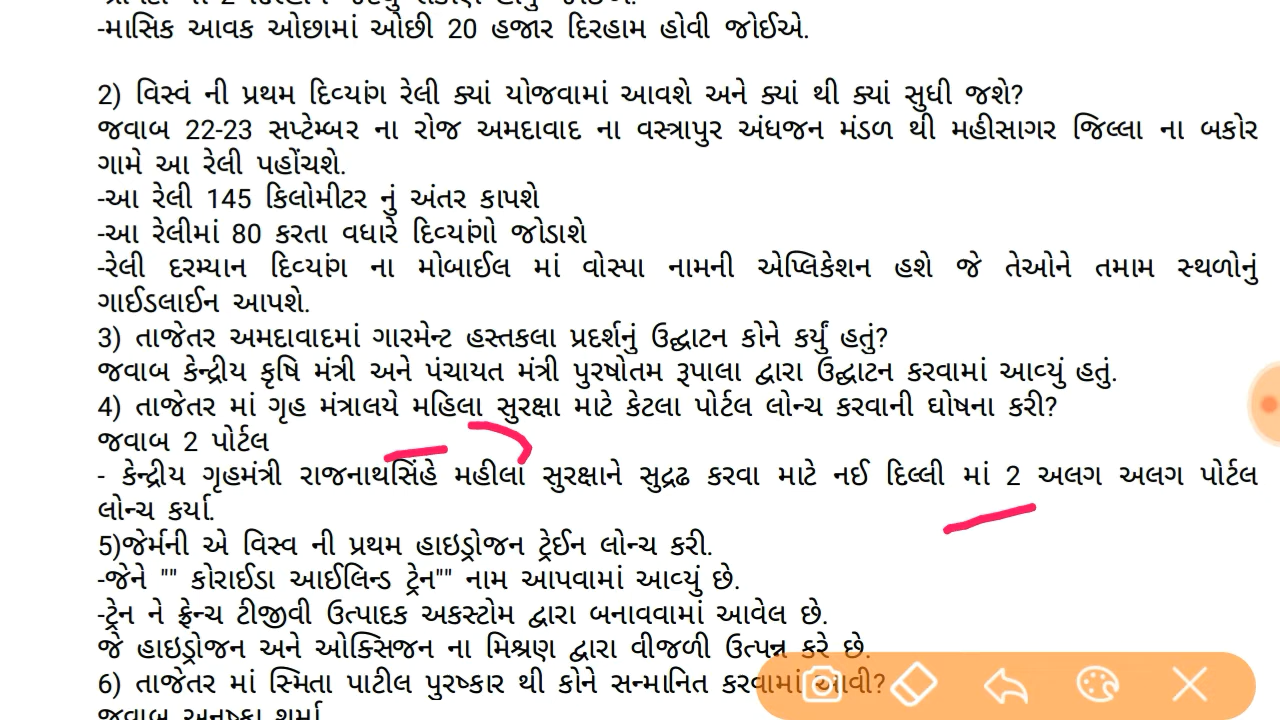 -માસિક આવક ઓછામાં ઓછી 20 હજાર દિરહામ હોવી જોઈએ.
2) વિસ્વં ની પ્રથમ દિવ્યાંગ રેલી ક્યાં યોજવામાં આવશે અને ક્યાં થી ક્યાં સુધી જશે?
જવાબ 22-23 સપ્ટેમ્બર ના રોજ અમદાવાદ ના વસ્ત્રાપુર અંધજન મંડળ થી મહીસાગર જિલ્લા ના બકોર
ગામે આ રેલી પહોંચશે.
-આ રેલી 145 કિલોમીટર નું અંતર કાપશે
-આ રેલીમાં 80 કરતા વધારે દિવ્યાંગો જોડાશે
-રેલી દરમ્યાન દિવ્યાંગ ના મોબાઈલ માં વોસ્પા નામની એપ્લિકેશન હશે જે તેઓને તમામ સ્થળોનું
ગાઈડલાઈન આપશે.
3) તાજેતર અમદાવાદમાં ગારમેન્ટ હસ્તકલા પ્રદર્શનું ઉદ્ઘાટન કોને કર્યું હતું?
જવાબ કેન્દ્રીય કૃષિ મંત્રી અને પંચાયત મંત્રી પુરષોતમ રૂપાલા દ્વારા ઉદ્ઘાટન કરવામાં આવ્યું હતું.
4) તાજેતર માં ગૃહ મંત્રાલયે મહિલા સુરક્ષા માટે કેટલા પોર્ટલ લોન્ચ કરવાની ઘોષના કરી?
જવાબ 2 પોર્ટલ
- કેન્દ્રીય ગૃહમંત્રી રાજનાથસિંહે મહીલા સુરક્ષાને સુદ્રઢ કરવા માટે નઈ દિલ્લી માં 2 અલગ અલગ પોર્ટલ
લોન્ચ કર્યા.
5)જેર્મની એ વિસ્વ ની પ્રથમ હાઇડ્રોજન ટ્રેઈન લોન્ચ કરી.
-જેને "" કોરાઈડા આઈલિન્ડ ટ્રેન"" નામ આપવામાં આવ્યું છે.
-ટ્રેન ને ફ્રેન્ચ ટીજીવી ઉત્પાદક અકસ્ટોમ દ્વારા બનાવવામાં આવેલ છે.
જે હાઇડ્રોજન અને ઓક્સિજન ના મિશ્રણ દ્વારા વીજળી ઉત્પન્ન કરે છે.
6) તાજેતર માં સ્મિતા પાટીલ પુરષ્કાર થી કોને સન્માનિત કરવામાં આવી?
જવાબ અનુષ્કા શર્મા